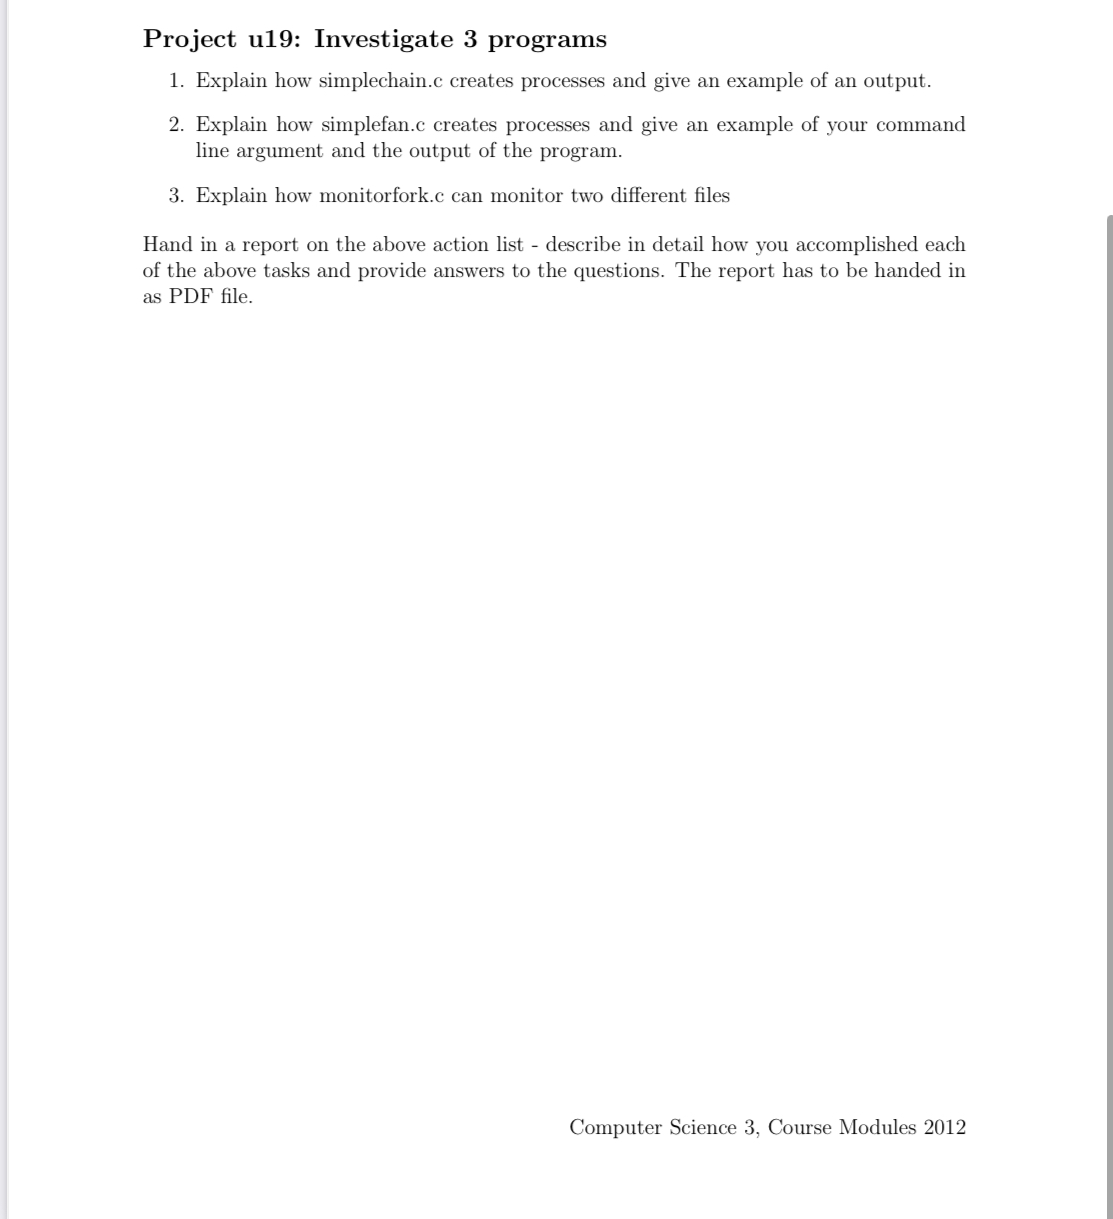 Project u19: Investigate 3 programs
1. Explain how simplechain.c creates processes and give an example of an output.
2. Explain how simplefan.c creates processes and give an example of your command
line argument and the output of the program.
3. Explain how monitorfork.c can monitor two different files
Hand in a report on the above action list - describe in detail how you accomplished each
of the above tasks and provide answers to the questions. The report has to be handed in
as PDF file.
Computer Science 3, Course Modules 2012